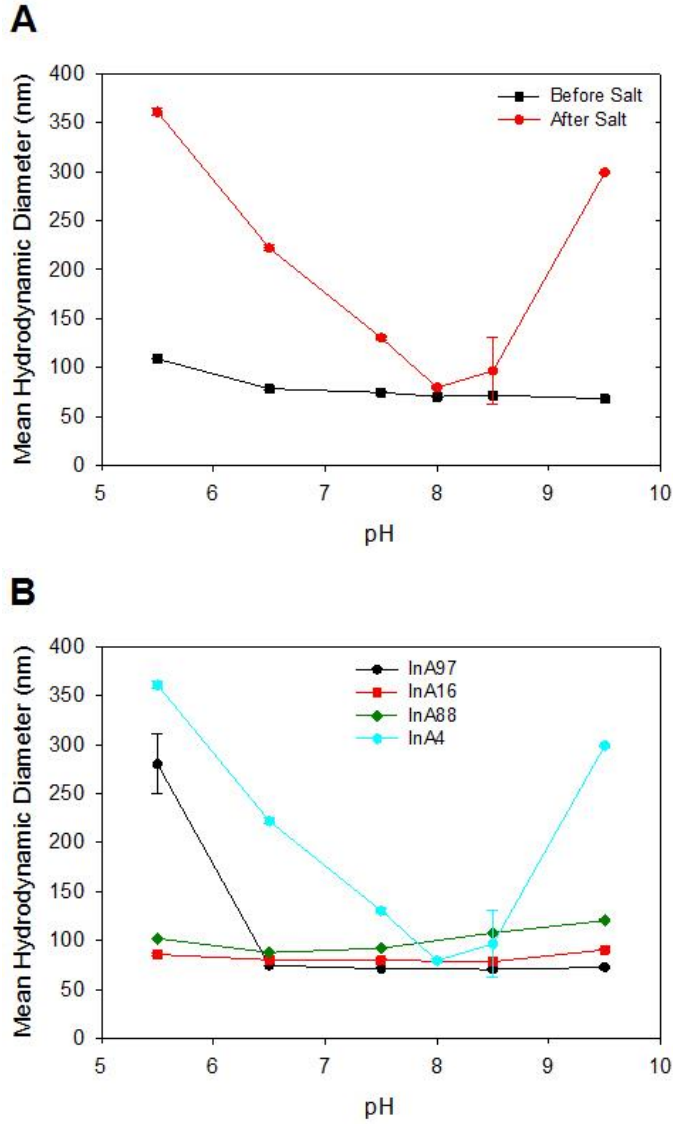 A
Mean Hydrodynamic Diameter (nm)
400
350
300
250
200
150
100
50
0
Before Salt
After Salt
5 6 7 8 9 10
pH
B
Mean Hydrodynamic Diameter (nm)
400
350
300
250
200
150
100
50
0
InA97
InA16
InA88
InA4
5 6 7 8 9 10
pH